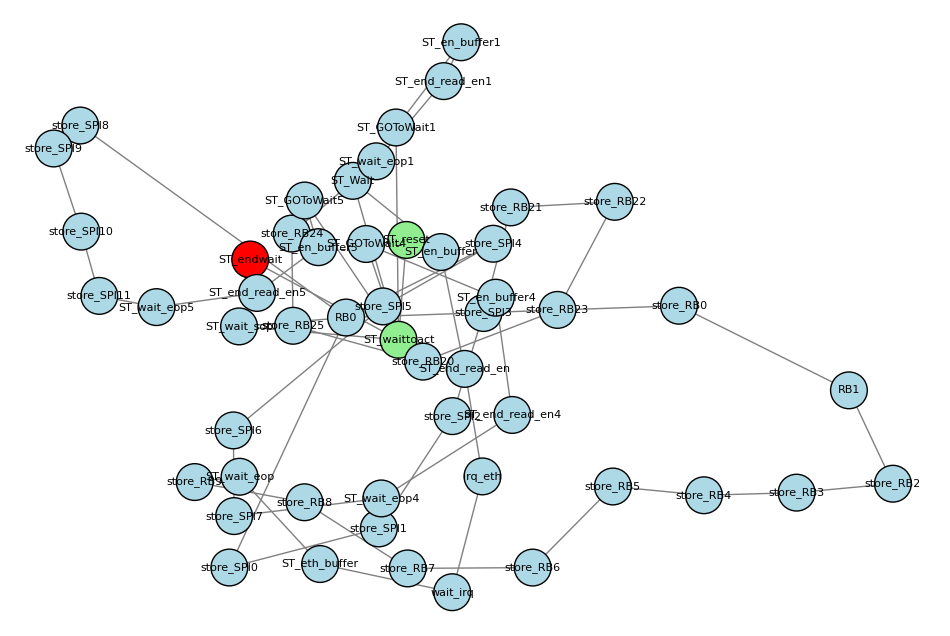 ST_en_buffer1
ST_end_read_en1
store_SPI8
ST_GOToWait1
store_SPI9
ST_wait_eop1
ST_Wait
ST_GOToWait5
store_RB22
store_RB21
store_SPI10
store_RB24
ST_en_buffer5
ST_GOToWait4
ST_reset
store_SPI4
ST_en_buffer
ST_endwait
ST_end_read_en5
store_SPI11
ST_wait_eop5
ST_en_buffer4
store_SPI5
store_RB0
store_SPI3
store_RB23
RB0
store_RB25
ST_waittoact
store_RB20
ST_end_read_en
RB1
store_SPI2
ST_end_read_en4
store_SPI6
ST_wait_eop
irq_eth
store_RB9
store_RB2
store_RB5
store_RB3
store_RB4
ST_wait_eop4
store_RB8
store_SPI7
store_SPI1
ST_eth_buffer
store_SPI0
store_RB7
store_RB6
wait_irq